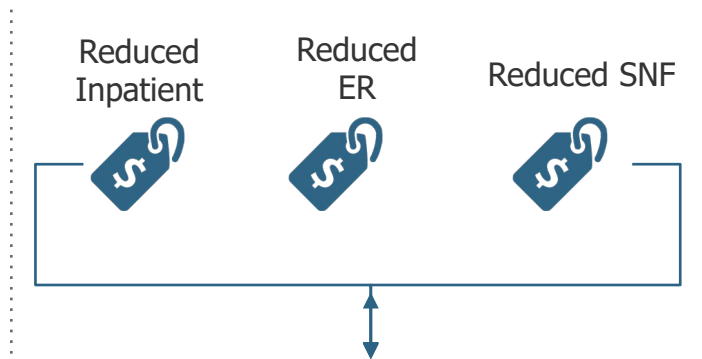 Reduced
Inpatient
Reduced
ER
Reduced SNF
$
$
$